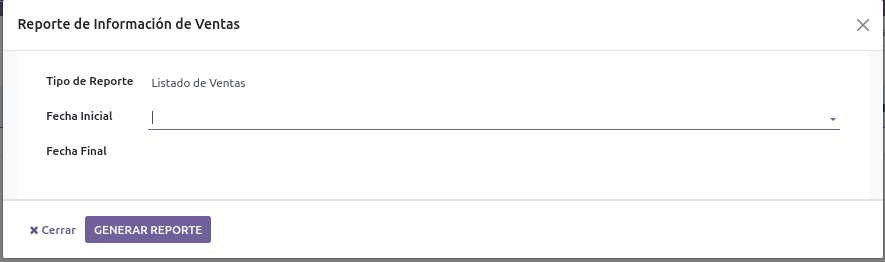 Reporte de Información de Ventas
Tipo de Reporte Listado de Ventas
Fecha Inicial
Fecha Final
Cerrar GENERAR REPORTE